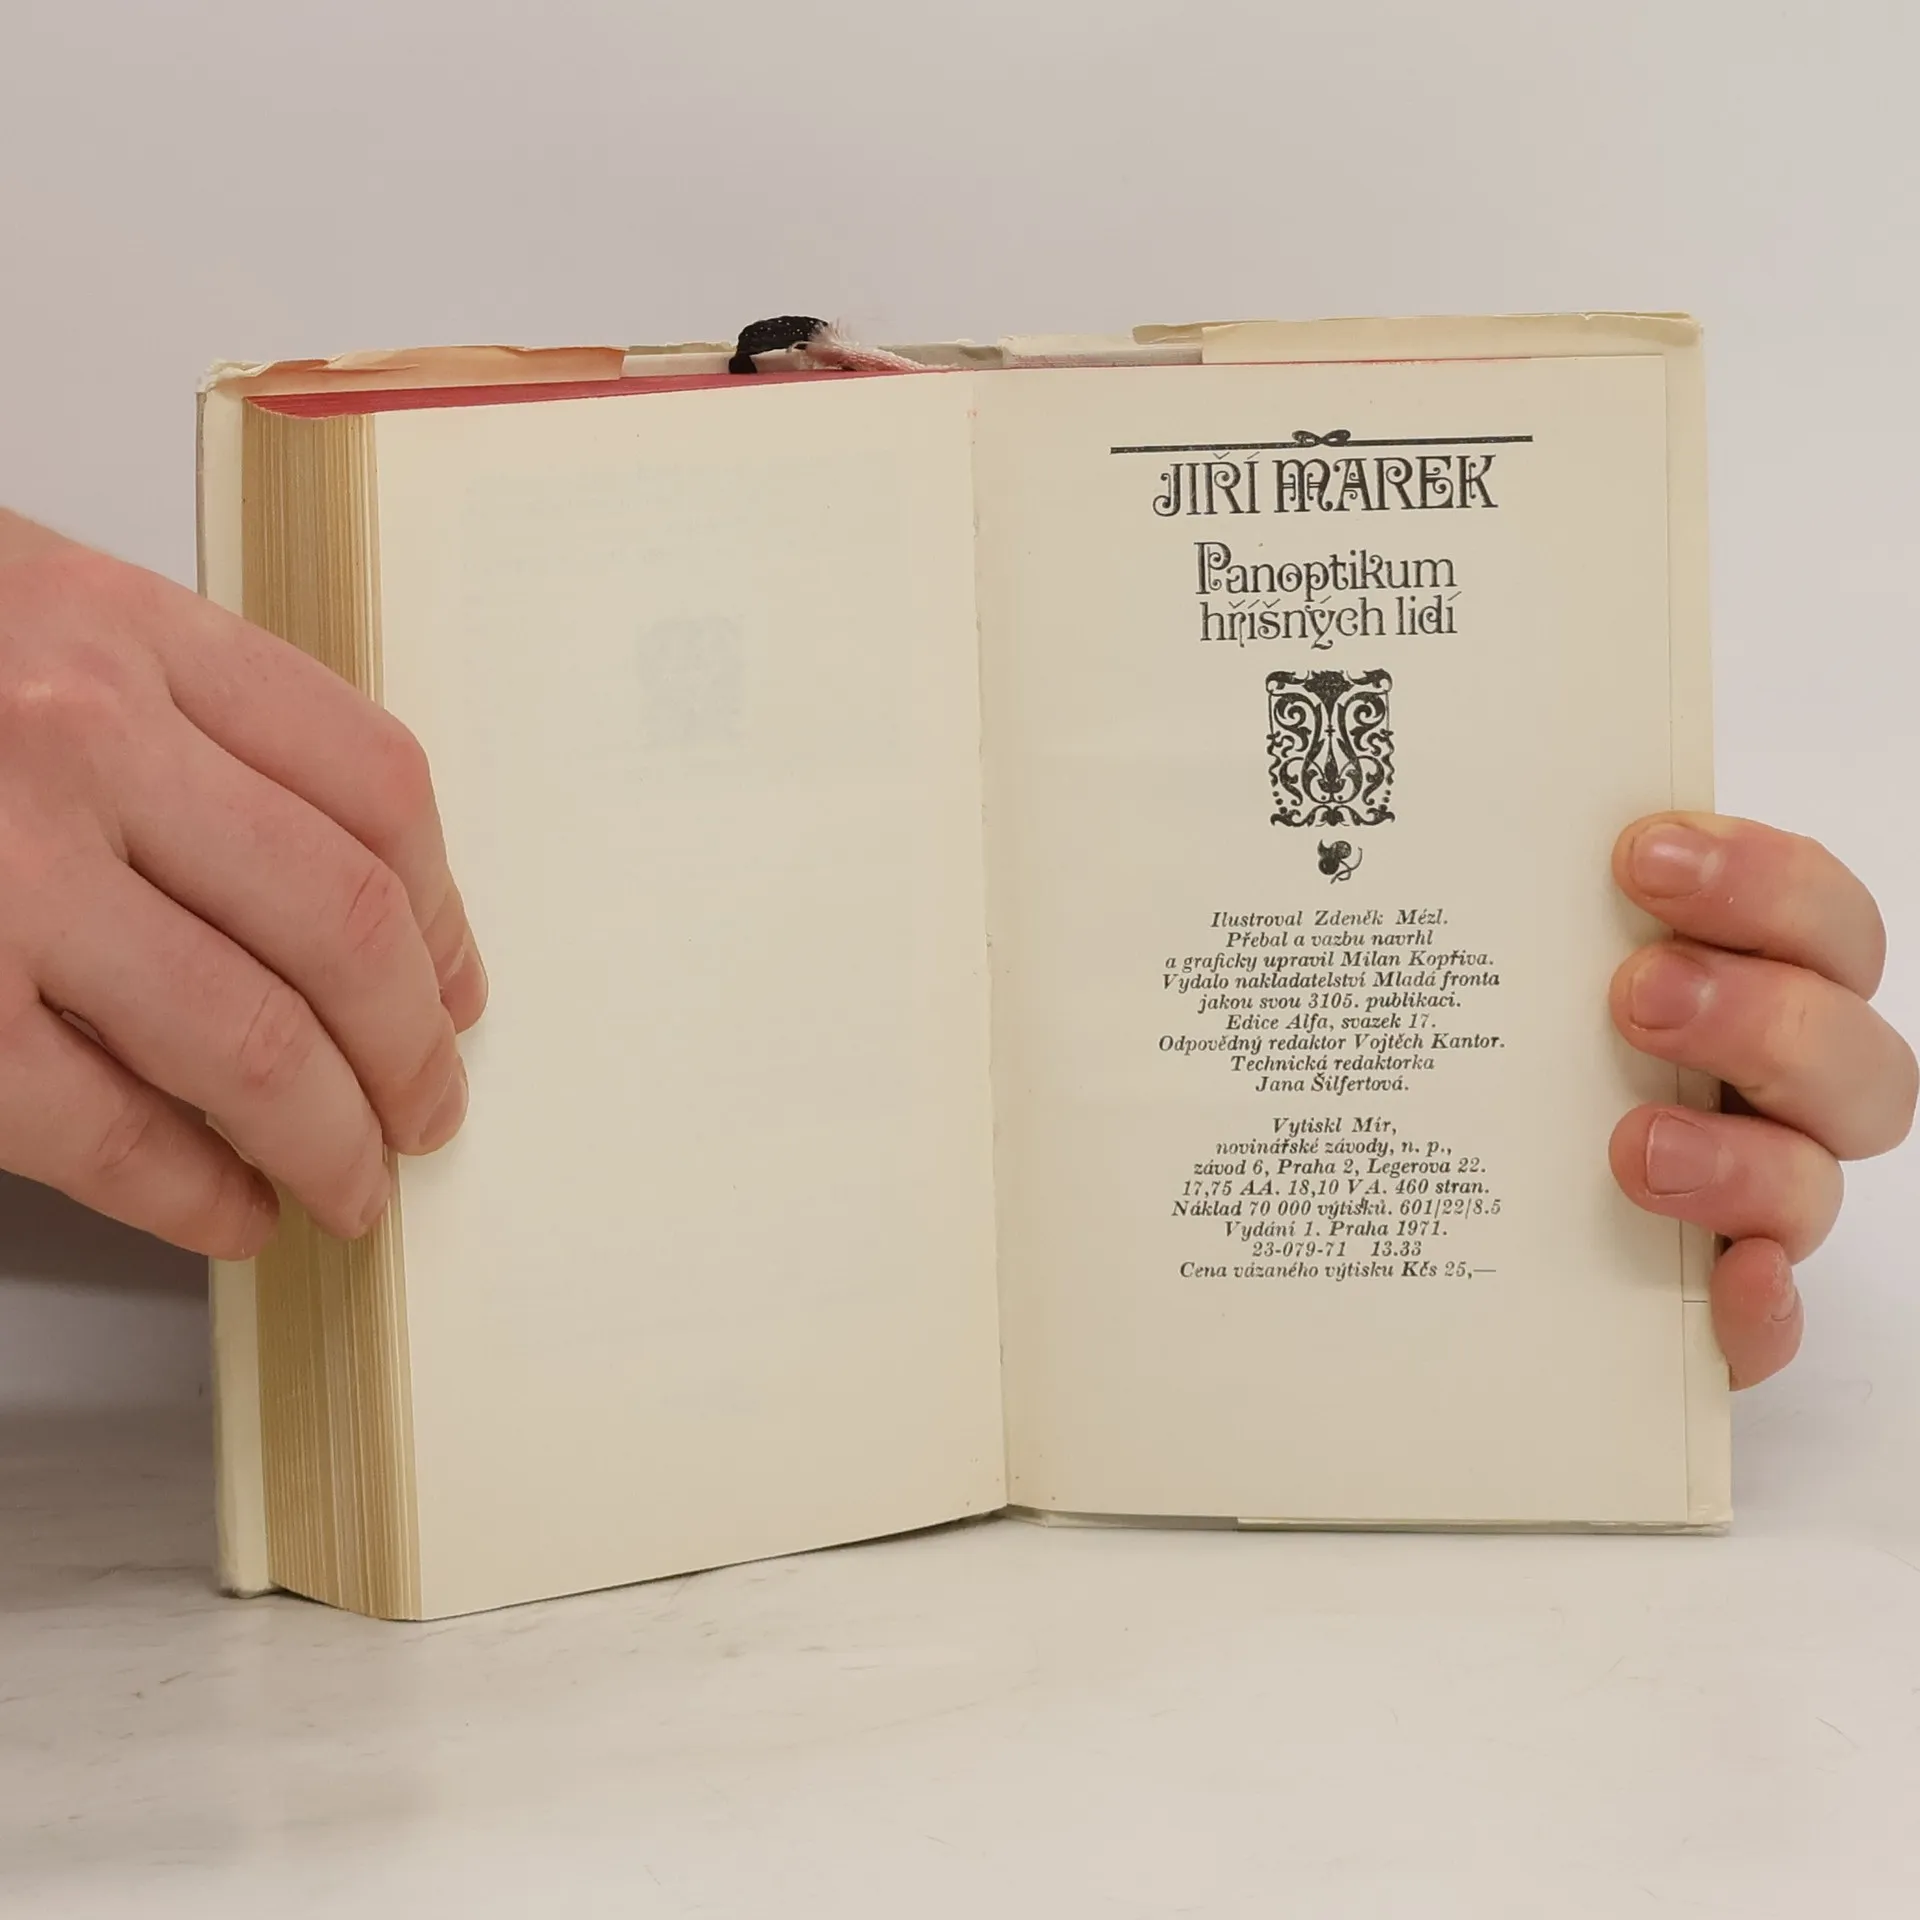 JIŘÍ MAREK
Panoptikum
hříšných lidí
Ilustroval Zdeněk Mézl.
Přebal a vazbu navrhl
a graficky upravil Milan Kopřiva.
Vydalo nakladatelství Mladá fronta
jakou svou 3105. publikaci.
Edice Alfa, svazek 17.
Odpovědný redaktor Vojtěch Kantor.
Technická redaktorka
Jana Šilfertová.
Vytiskl Mír,
novinářské závody, n. p.,
závod 6, Praha 2, Legerova 22.
17,75 AA. 18,10 VA. 460 stran.
Náklad 70 000 výtisků. 601/22/8.5
Vydání 1. Praha 1971.
23-079-71 13.33
Cena vázaného výtisku Kčs 25,—